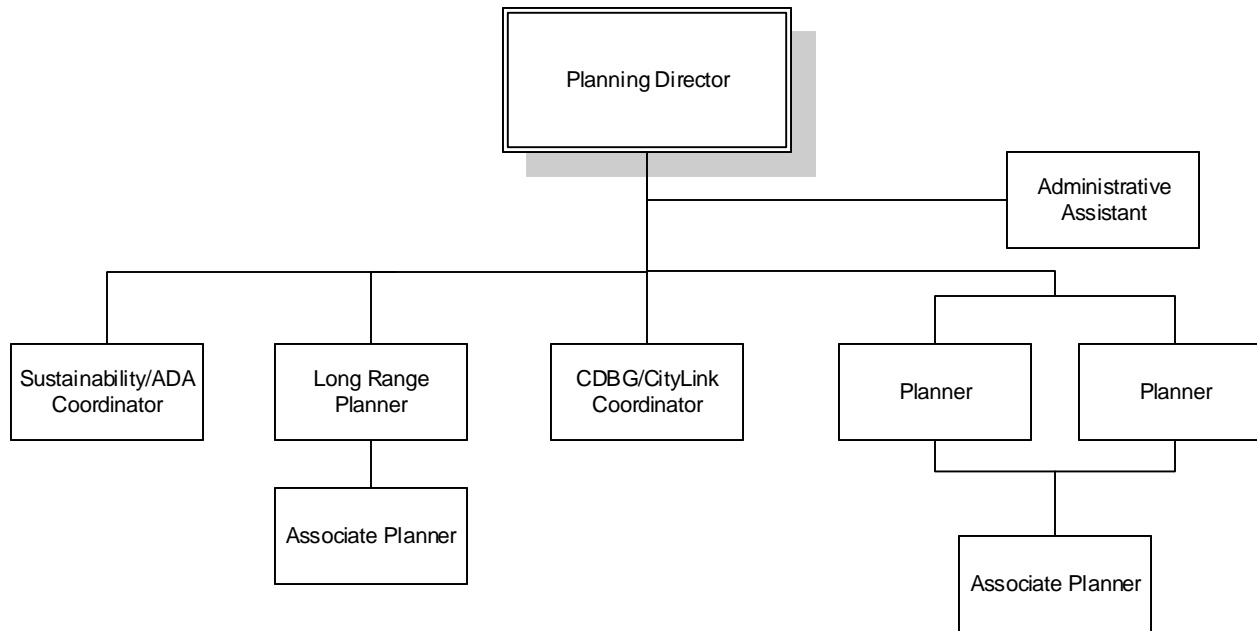 Planning Director
Administrative
Assistant
Sustainability/ADA
Coordinator
Long Range
Planner
CDBG/CityLink
Coordinator
Planner
Planner
Associate Planner
Associate Planner